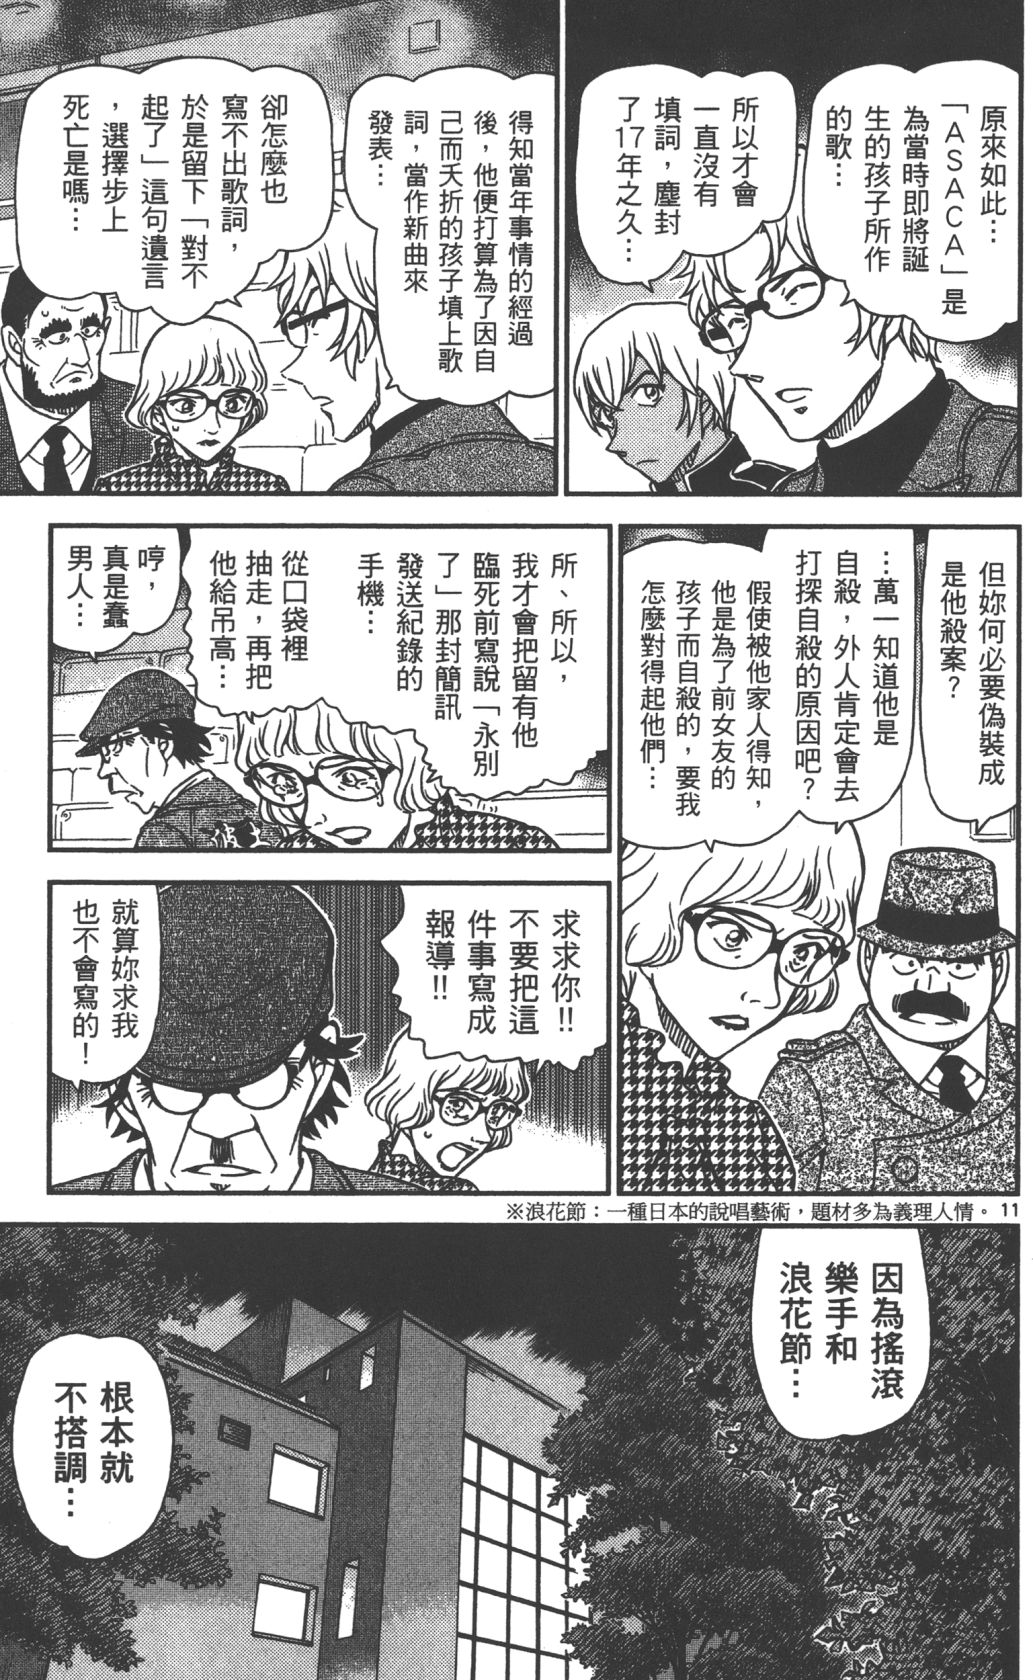 原來如此…
「ASACA」是
為當時即將誕
生的孩子所作
的歌…
所以才會
一直沒有
填詞，塵封
了17年之久…
得知當年事情的經過
後，他便打算為了因自
己而夭折的孩子填上歌
詞，當作新曲來
發表…
卻怎麼也
寫不出歌詞，
於是留下「對不
起了」這句遺言
，選擇步上
死亡是嗎…
但妳何必要偽裝成
是他殺案？
…萬一知道他是
自殺，外人肯定會去
打探自殺的原因吧？
假使被他家人得知，
他是為了前女友的
孩子而自殺的，要我
怎麼對得起他們…
所、所以，
我才會把留有他
臨死前寫說「永別
了」那封簡訊
發送紀錄的
手機…
從口袋裡
抽走，再把
他給吊高…
哼，
真是蠢
男人…
求求你!!
不要把這
件事寫成
報導!!
就算妳求我
也不會寫的！
※浪花節：一種日本的說唱藝術，題材多為義理人情。 11
因為搖滾
樂手和
浪花節…
根本就
不搭調…